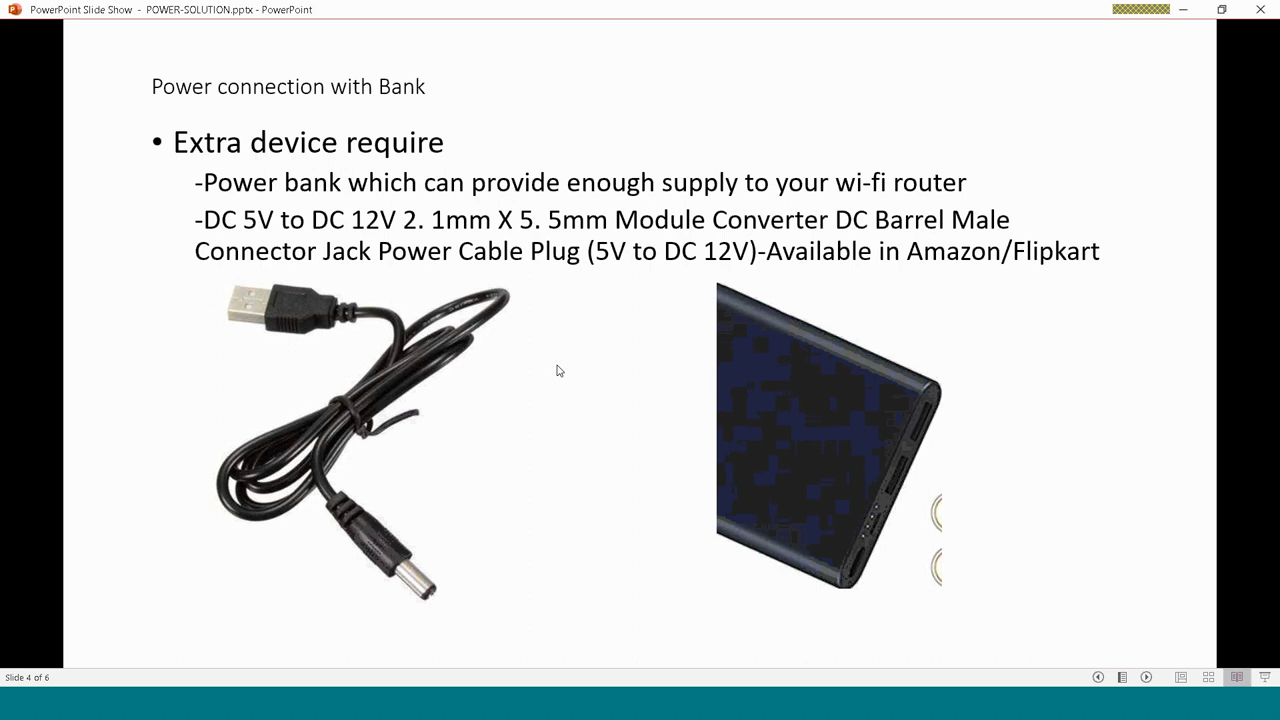 PowerPoint Slide Show - POWER-SOLUTION.pptx - PowerPoint
Power connection with Bank
• Extra device require
-Power bank which can provide enough supply to your wi-fi router
-DC 5V to DC 12V 2. 1mm X 5. 5mm Module Converter DC Barrel Male
Connector Jack Power Cable Plug (5V to DC 12V)-Available in Amazon/Flipkart
Slide 4 of 6